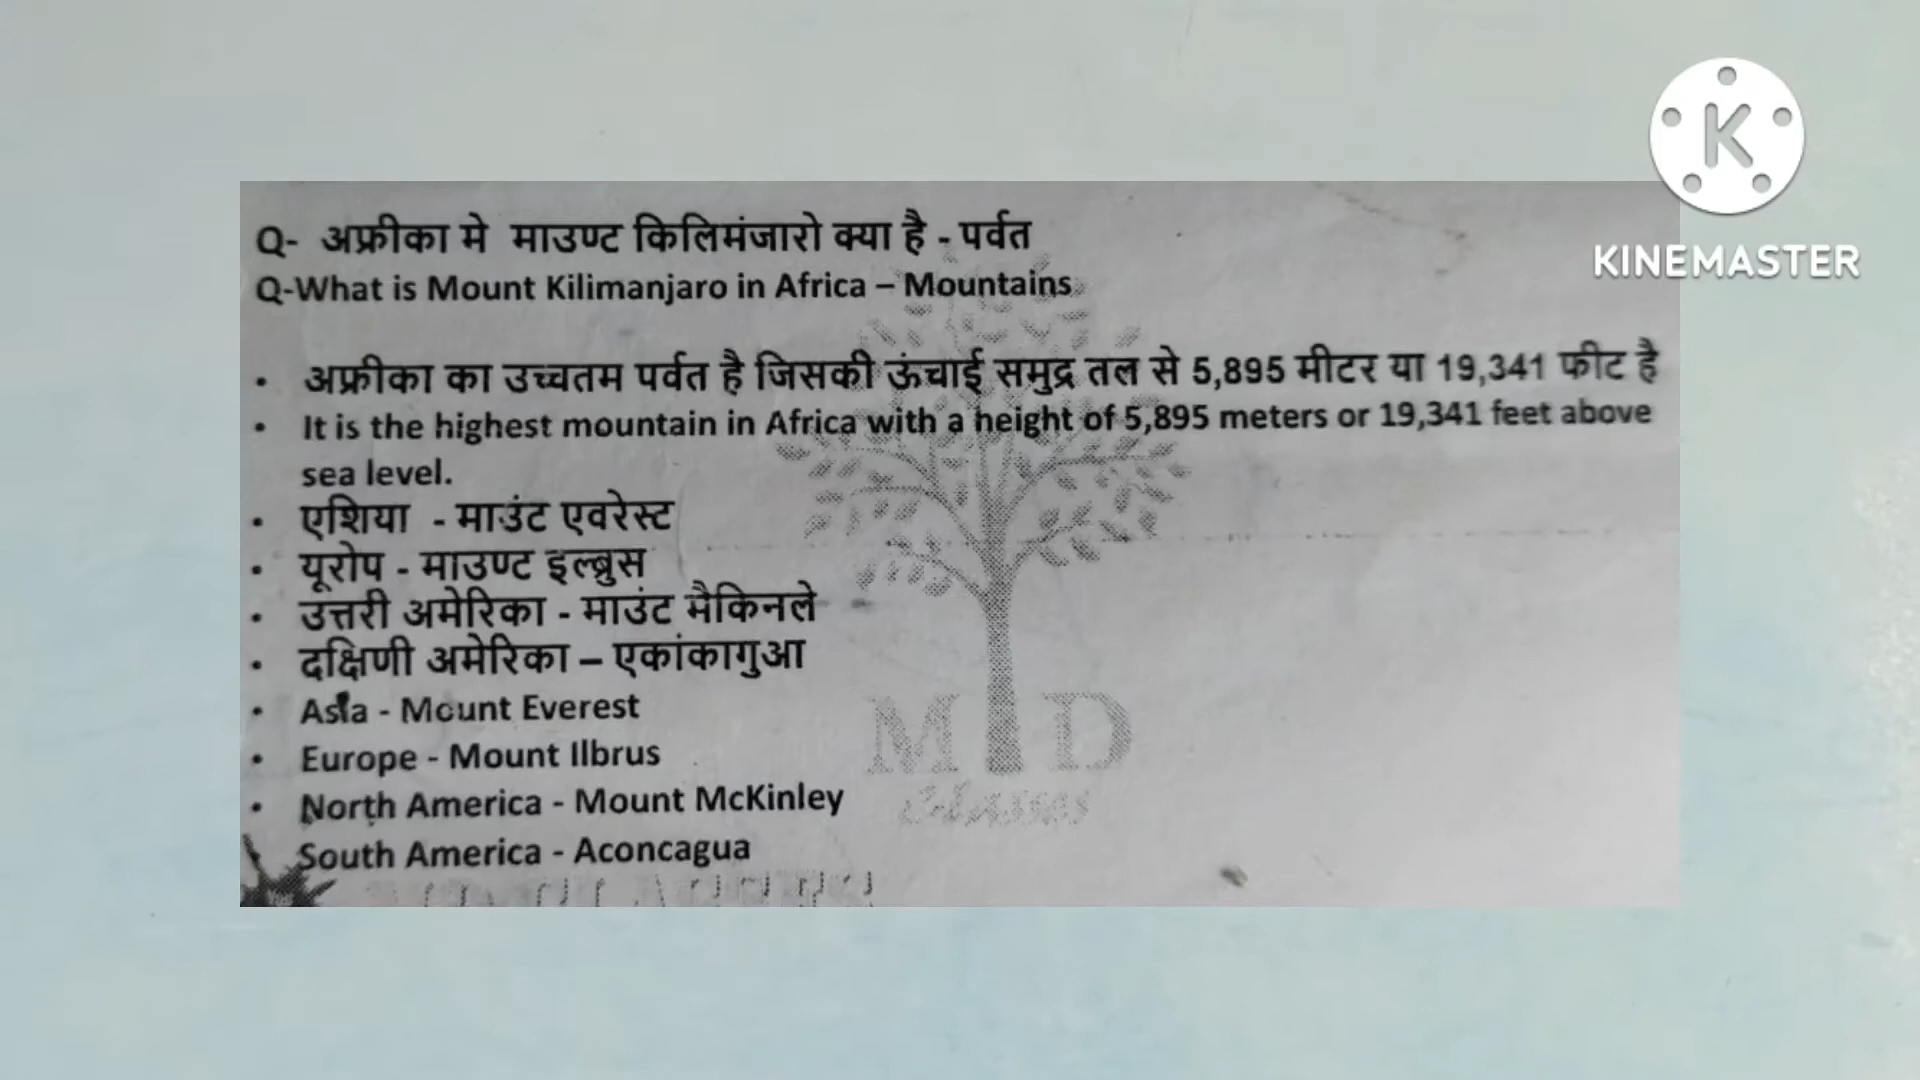 K
KINEMASTER
Q- अफ्रीका मे माउण्ट किलिमंजारो क्या है - पर्वत
Q-What is Mount Kilimanjaro in Africa – Mountains
• अफ्रीका का उच्चतम पर्वत है जिसकी ऊंचाई समुद्र तल से 5,895 मीटर या 19,341 फीट है
• It is the highest mountain in Africa with a height of 5,895 meters or 19,341 feet above
sea level.
• एशिया - माउंट एवरेस्ट
• यूरोप - माउण्ट इल्ब्रुस
• उत्तरी अमेरिका - माउंट मैकिनले
• दक्षिणी अमेरिका – एकांकागुआ
• Asia - Mount Everest
• Europe - Mount Ilbrus
• North America - Mount McKinley
South America - Aconcagua
M D
Classes